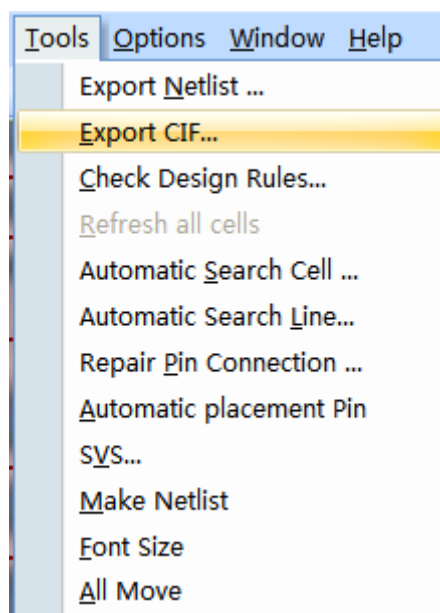 Tools Options Window Help
Export Netlist ...
Export CIF...
Check Design Rules...
Refresh all cells
Automatic Search Cell ...
Automatic Search Line...
Repair Pin Connection ...
Automatic placement Pin
SVS...
Make Netlist
Font Size
All Move